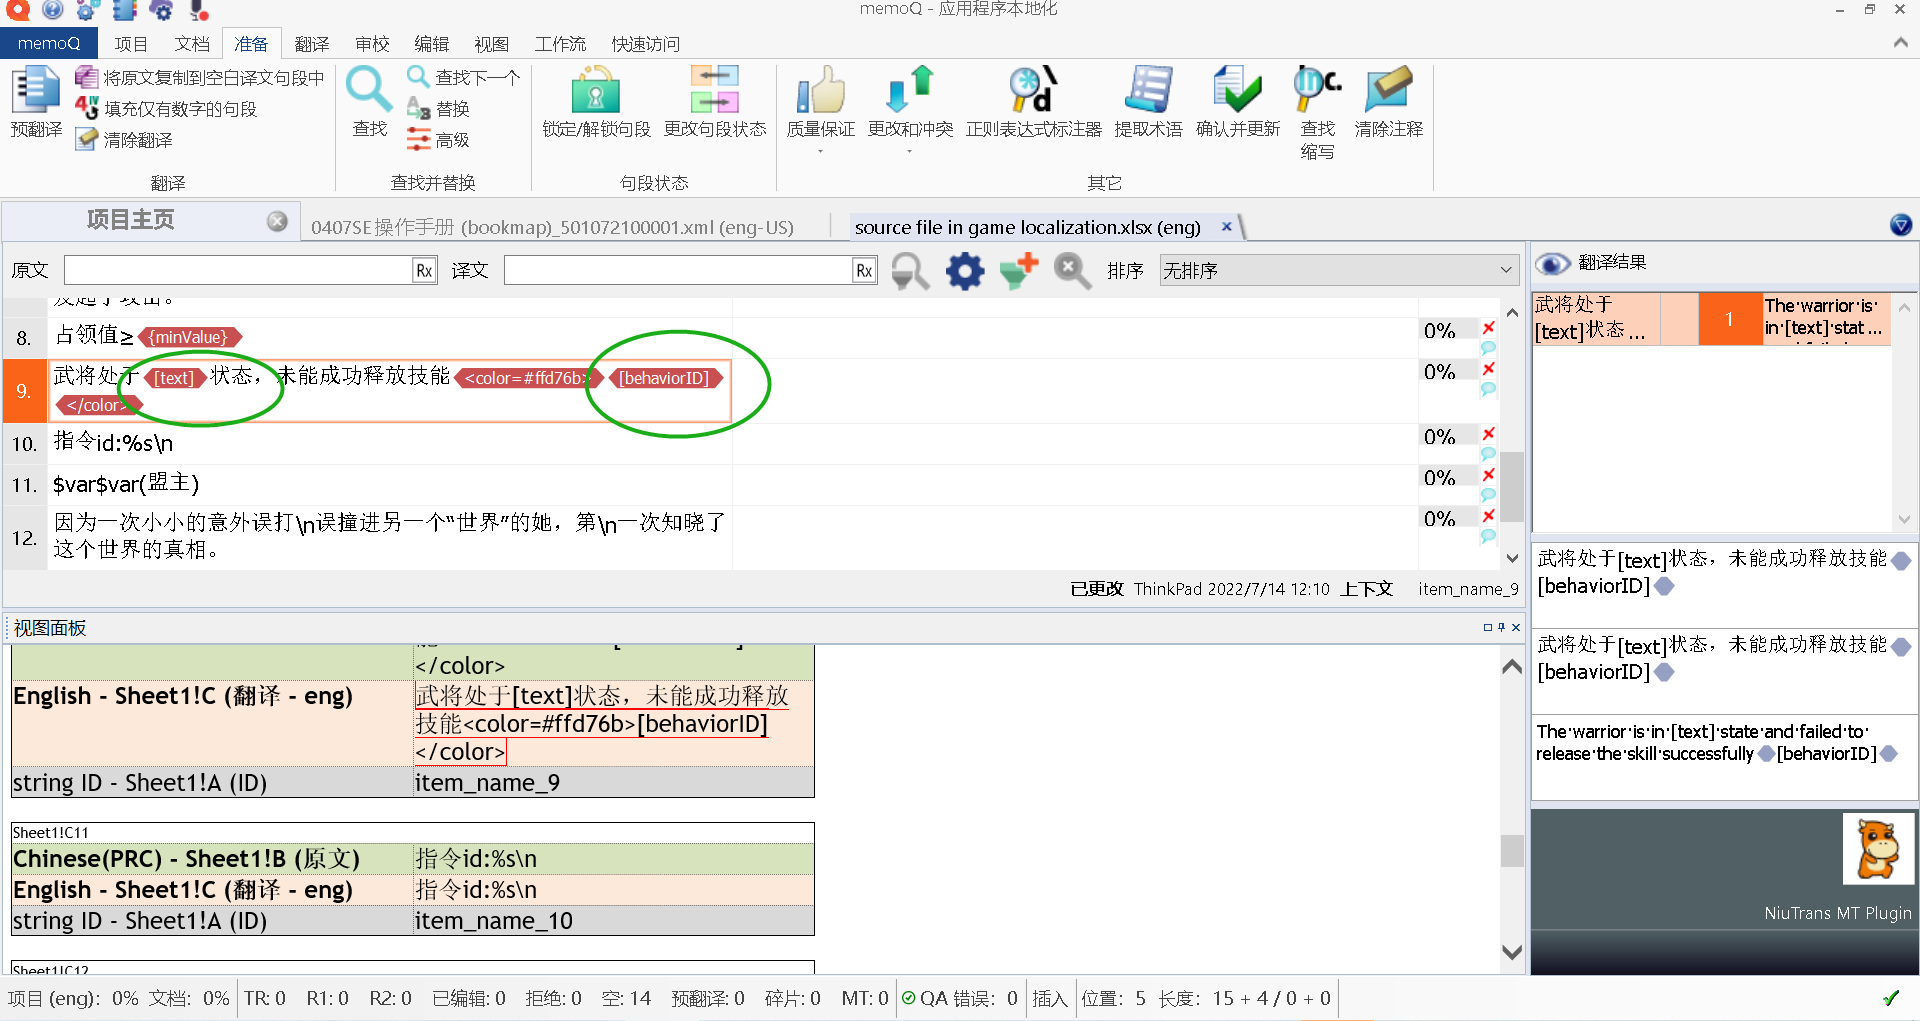 memoQ - 应用程序本地化
memoQ 项目 文档 准备 翻译 审校 编辑 视图 工作流 快速访问
预翻译
将原文复制到空白译文句段中
填充仅有数字的句段
清除翻译
翻译
查找
查找下一个
替换
高级
查找并替换
锁定/解锁句段 更改句段状态
句段状态
质量保证 更改和冲突 正则表达式标注器 提取术语 确认并更新 查找缩写 清除注释
其它
项目主页 0407SE操作手册 (bookmap)_501072100001.xml (eng-US) source file in game localization.xlsx (eng)
原文 Rx 译文 Rx 排序 无排序
8. 占领值≥{minValue} 0%
9. 武将处于[text]状态，未能成功释放技能<color=#ffd76b>[behaviorID] 0%
</color>
10. 指令id:%s\n 0%
11. $var$var(盟主) 0%
12. 因为一次小小的意外误打\n误撞进另一个“世界”的她，第\n一次知晓了 0%
这个世界的真相。
已更改 ThinkPad 2022/7/14 12:10 上下文 item_name_9
视图面板
</color>
English - Sheet1!C (翻译 - eng) 武将处于[text]状态，未能成功释放
技能<color=#ffd76b>[behaviorID]
</color>
string ID - Sheet1!A (ID) item_name_9
Sheet1!C11
Chinese(PRC) - Sheet1!B (原文) 指令id:%s\n
English - Sheet1!C (翻译 - eng) 指令id:%s\n
string ID - Sheet1!A (ID) item_name_10
Sheet1!C12
翻译结果
武将处于 1 The warrior is
[text]状态 ... in [text] stat ...
武将处于[text]状态，未能成功释放技能
[behaviorID]
武将处于[text]状态，未能成功释放技能
[behaviorID]
The warrior is in [text] state and failed to
release the skill successfully [behaviorID]
NiuTrans MT Plugin
项目 (eng): 0% 文档: 0% TR: 0 R1: 0 R2: 0 已编辑: 0 拒绝: 0 空: 14 预翻译: 0 碎片: 0 MT: 0 QA 错误: 0 插入 位置: 5 长度: 15 + 4 / 0 + 0